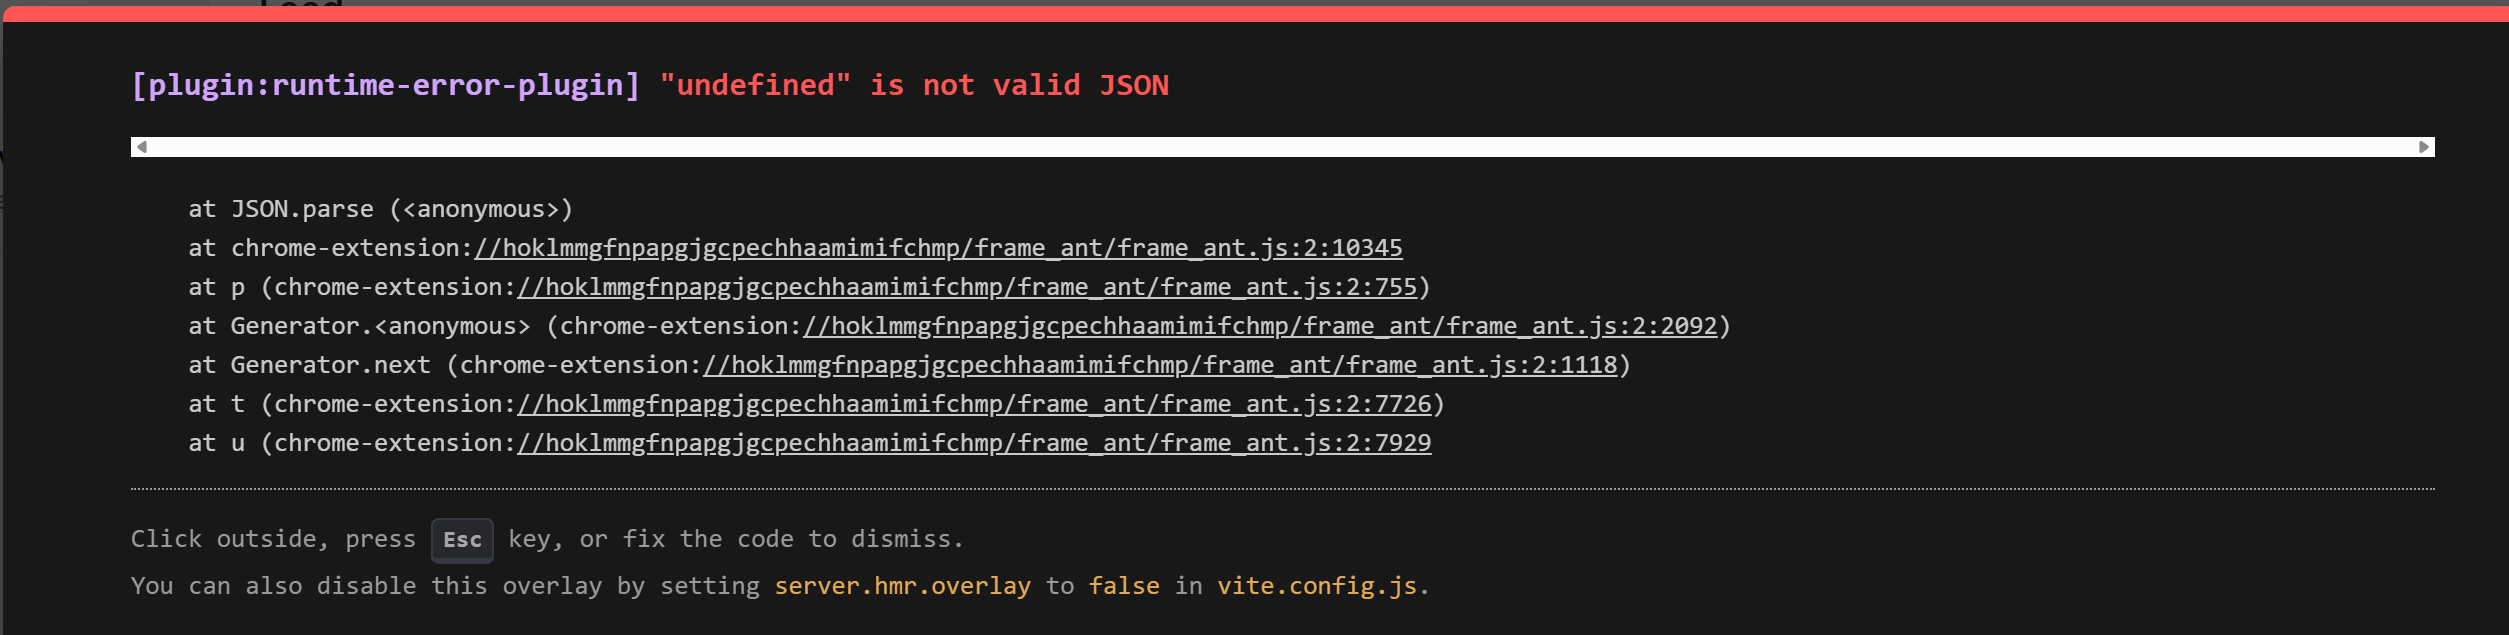 [plugin:runtime-error-plugin] "undefined" is not valid JSON
at JSON.parse (<anonymous>)
at chrome-extension://hoklmmgfnpapgjgcpechhaamimifchmp/frame_ant/frame_ant.js:2:10345
at p (chrome-extension://hoklmmgfnpapgjgcpechhaamimifchmp/frame_ant/frame_ant.js:2:755)
at Generator.<anonymous> (chrome-extension://hoklmmgfnpapgjgcpechhaamimifchmp/frame_ant/frame_ant.js:2:2092)
at Generator.next (chrome-extension://hoklmmgfnpapgjgcpechhaamimifchmp/frame_ant/frame_ant.js:2:1118)
at t (chrome-extension://hoklmmgfnpapgjgcpechhaamimifchmp/frame_ant/frame_ant.js:2:7726)
at u (chrome-extension://hoklmmgfnpapgjgcpechhaamimifchmp/frame_ant/frame_ant.js:2:7929
Click outside, press Esc key, or fix the code to dismiss.
You can also disable this overlay by setting server.hmr.overlay to false in vite.config.js.